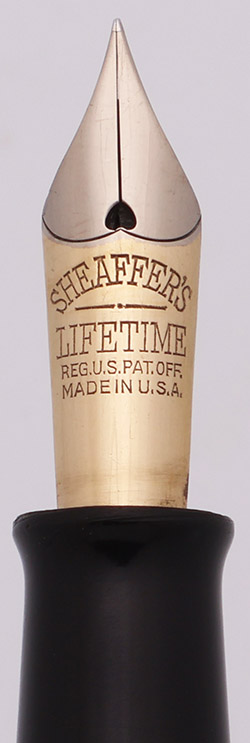 SHEAFFER'S
LIFETIME
REG.U.S.PAT.OFF.
MADE IN U.S.A.